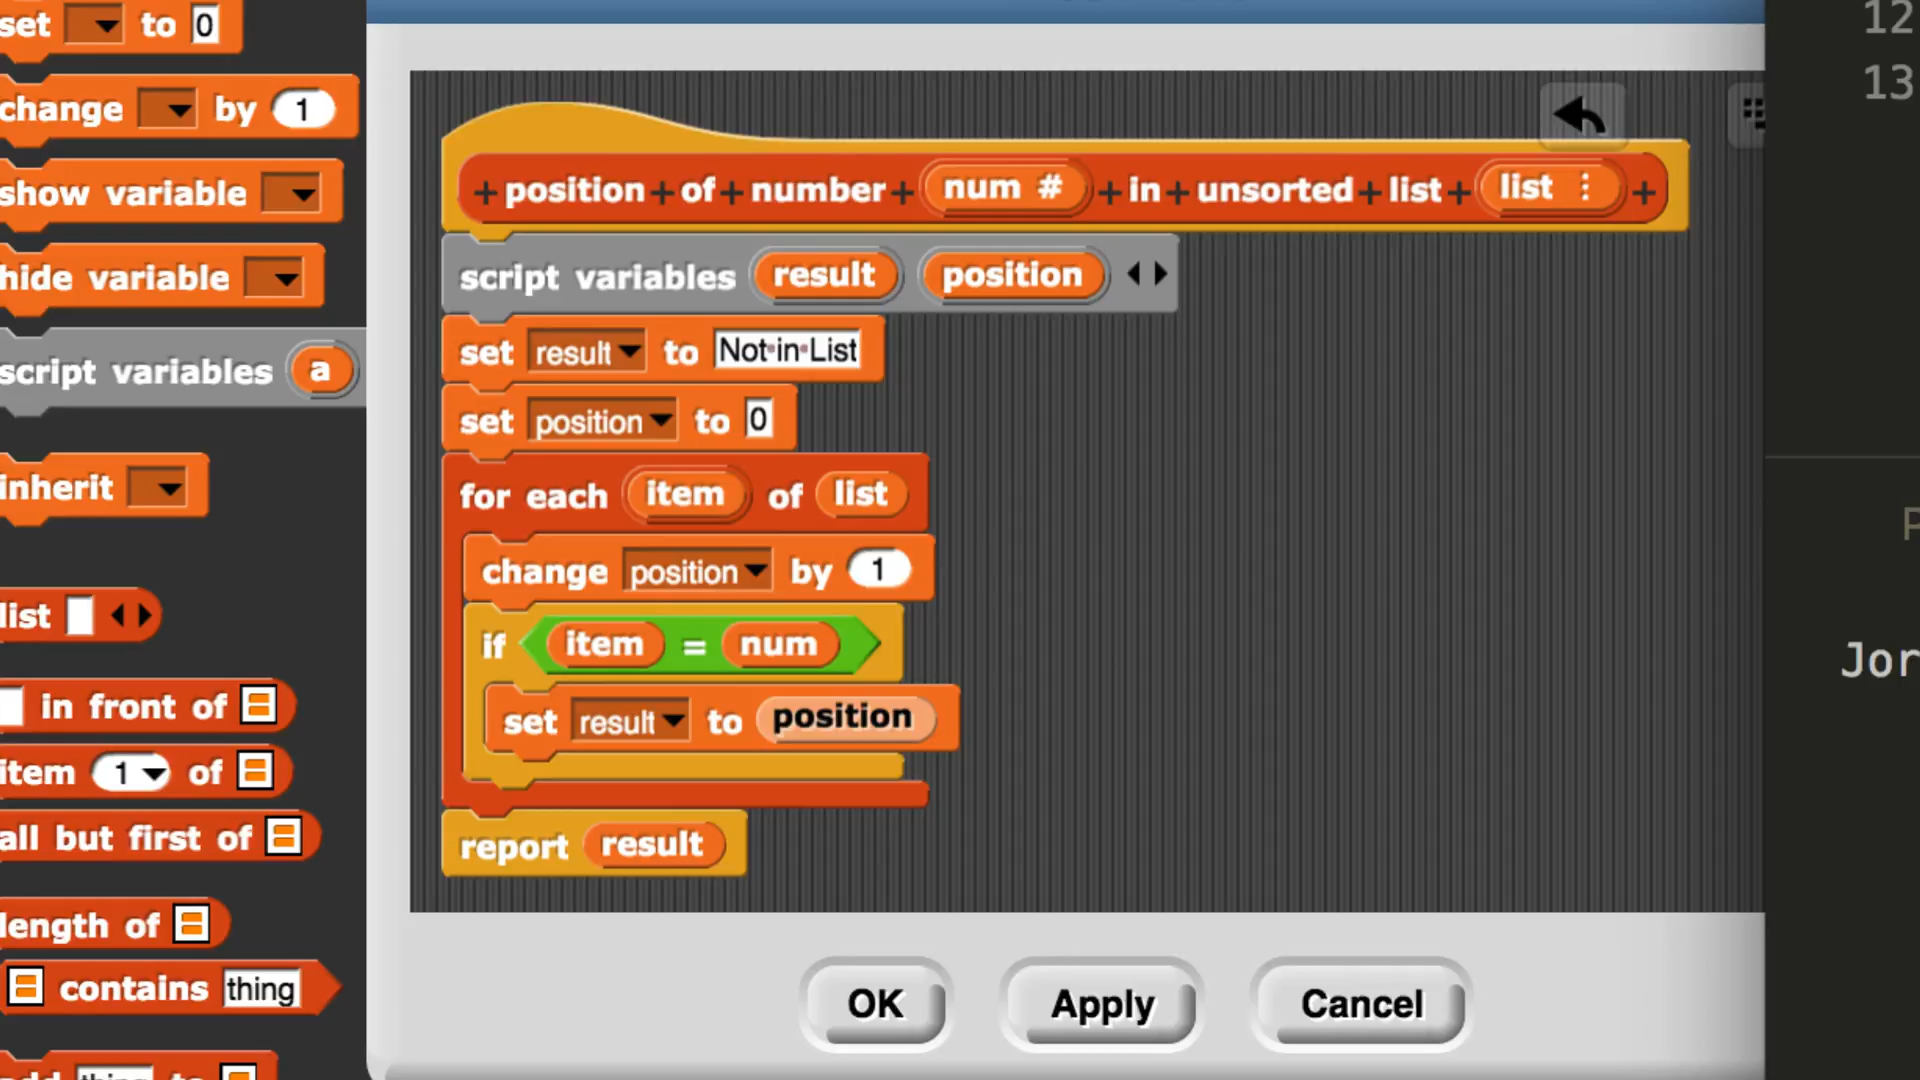 set to 0
change by 1
show variable
hide variable
script variables a
inherit
list
in front of
item 1 of
all but first of
length of
contains thing
+ position + of + number + num # + in + unsorted + list + list ⋮ +
script variables result position
set result to Not in List
set position to 0
for each item of list
change position by 1
if item = num
set result to position
report result
OK Apply Cancel
12
13
P
Jor